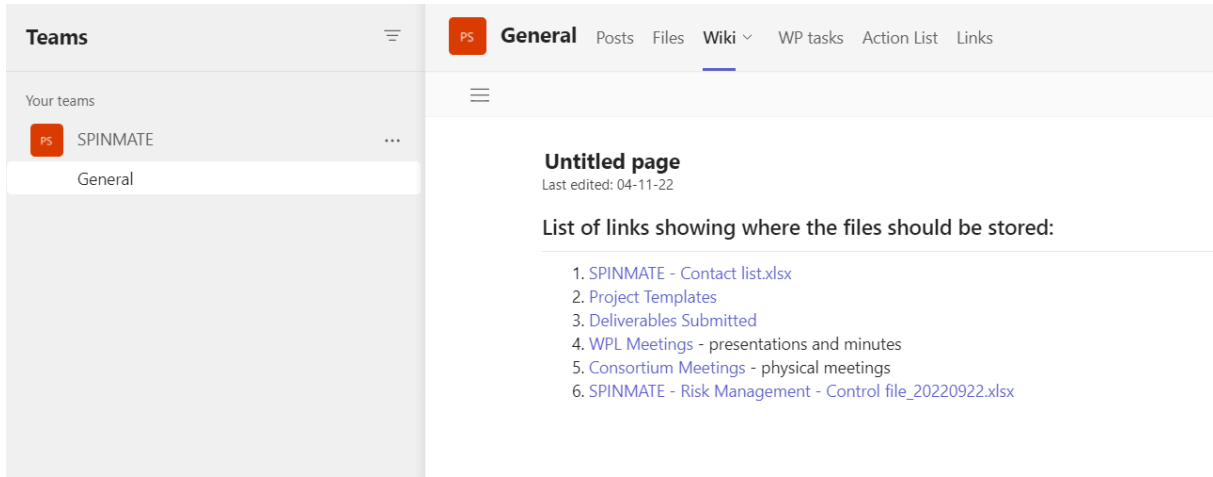 Teams
Your teams
PS SPINMATE ...
General
PS General Posts Files Wiki WP tasks Action List Links
Untitled page
Last edited: 04-11-22
List of links showing where the files should be stored:
1. SPINMATE - Contact list.xlsx
2. Project Templates
3. Deliverables Submitted
4. WPL Meetings - presentations and minutes
5. Consortium Meetings - physical meetings
6. SPINMATE - Risk Management - Control file_20220922.xlsx